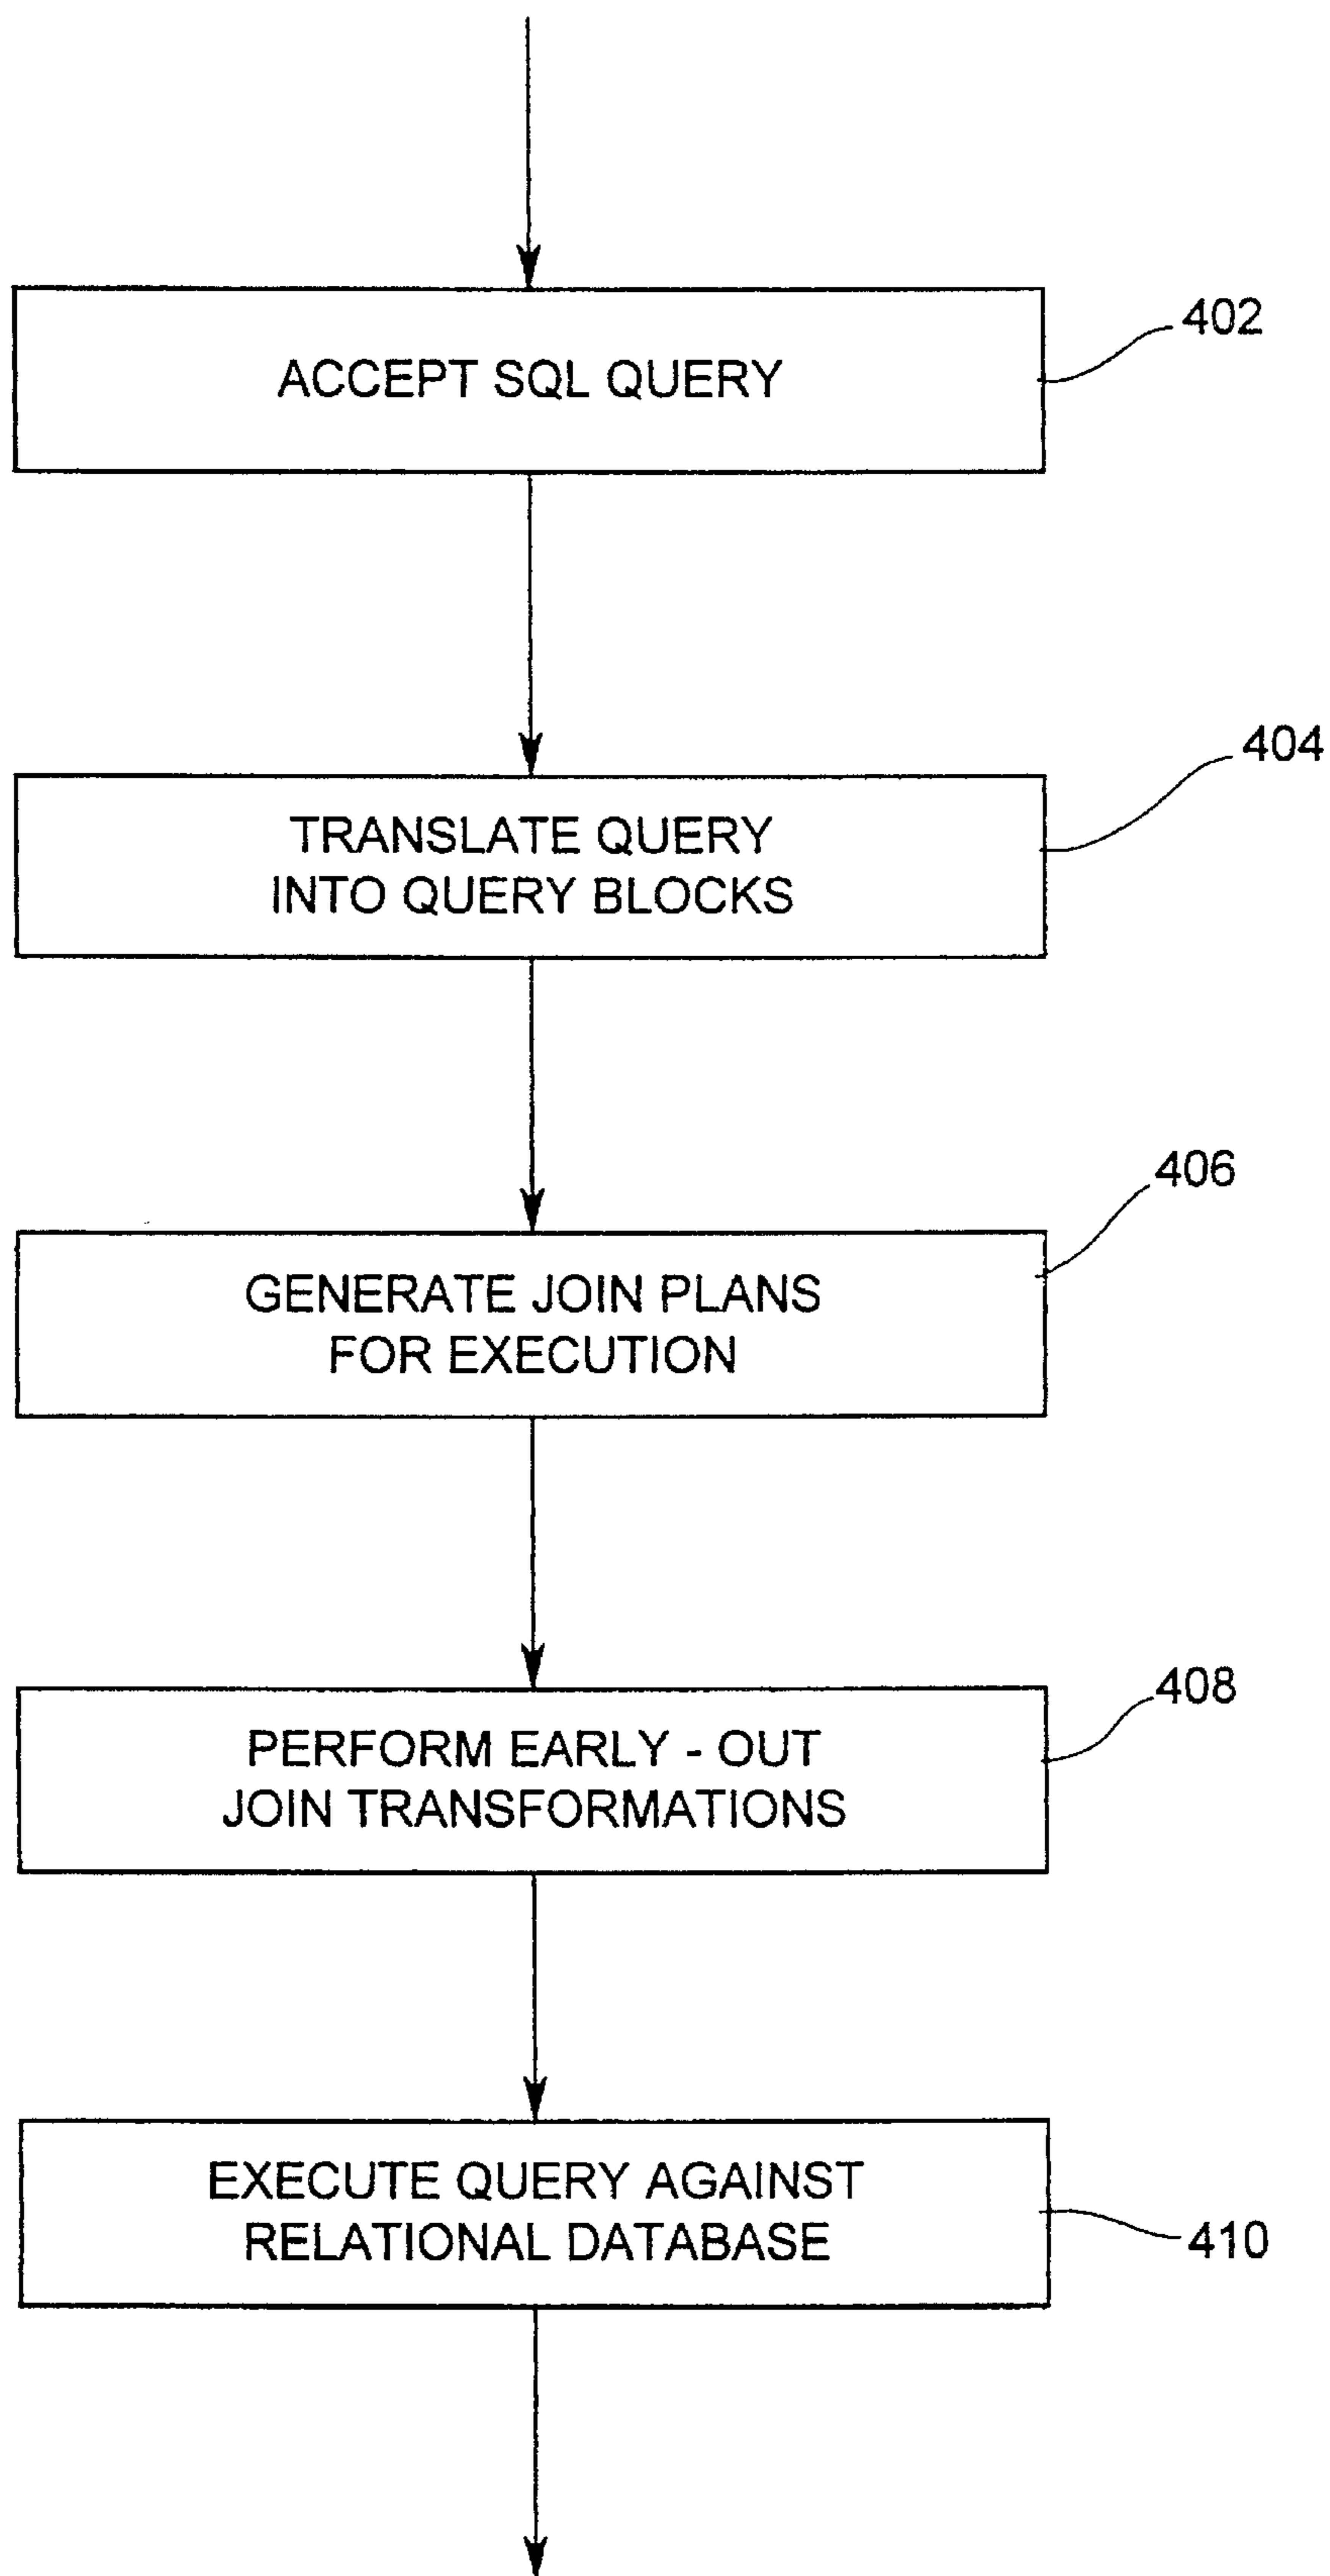 ACCEPT SQL QUERY
402
TRANSLATE QUERY
INTO QUERY BLOCKS
404
GENERATE JOIN PLANS
FOR EXECUTION
406
PERFORM EARLY - OUT
JOIN TRANSFORMATIONS
408
EXECUTE QUERY AGAINST
RELATIONAL DATABASE
410